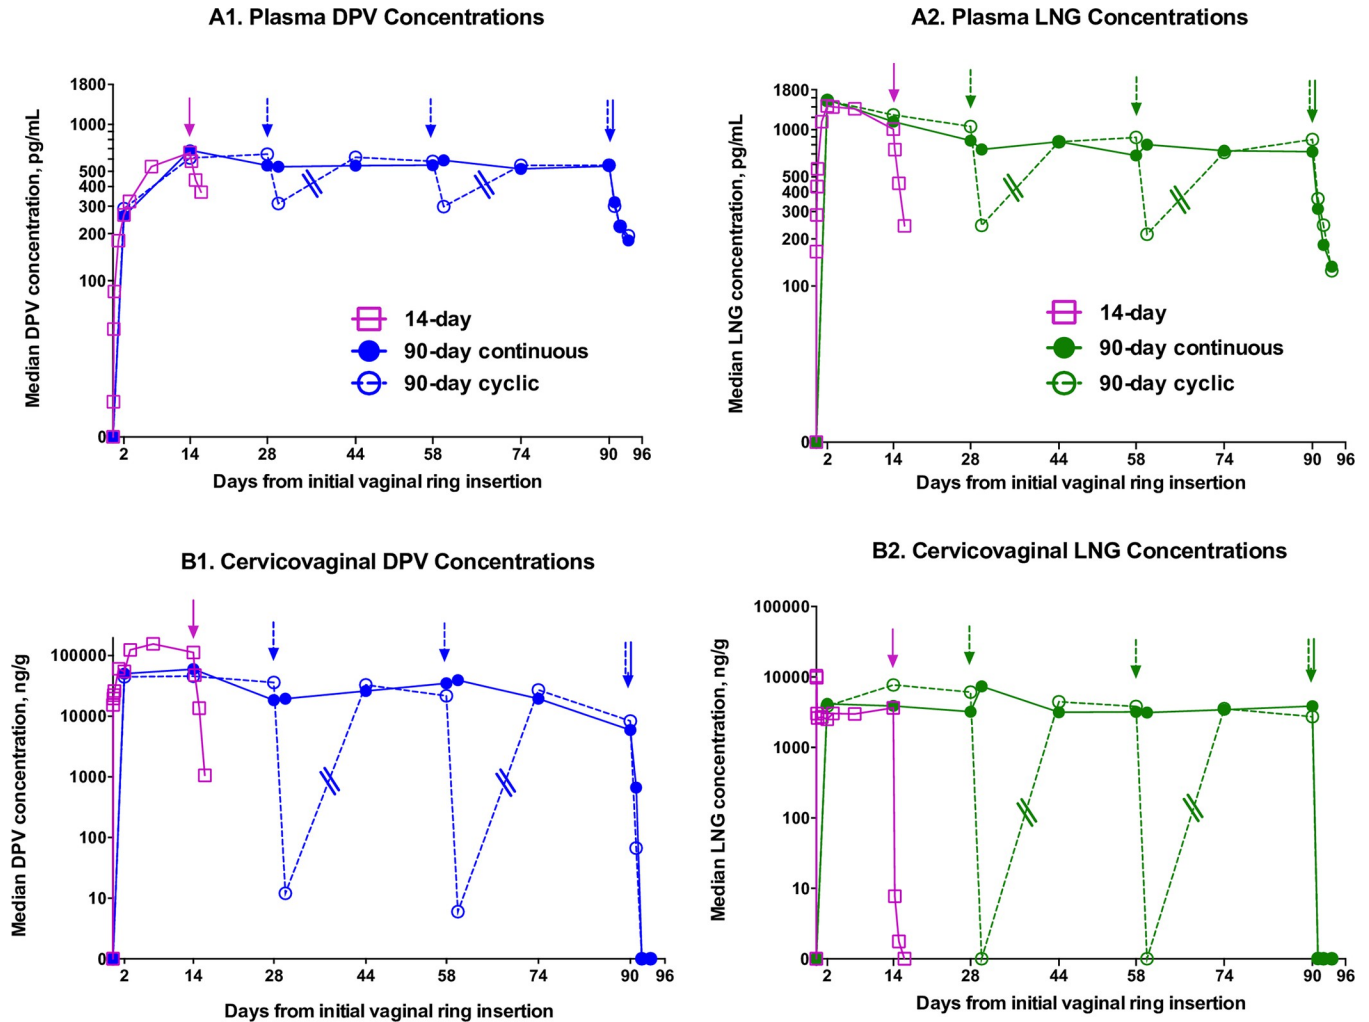 A1. Plasma DPV Concentrations
Median DPV concentration, pg/mL
1800
1000
500
400
300
200
100
0
2 14 28 44 58 74 90 96
Days from initial vaginal ring insertion
14-day
90-day continuous
90-day cyclic
A2. Plasma LNG Concentrations
Median LNG concentration, pg/mL
1800
1000
500
400
300
200
100
0
2 14 28 44 58 74 90 96
Days from initial vaginal ring insertion
14-day
90-day continuous
90-day cyclic
B1. Cervicovaginal DPV Concentrations
Median DPV concentration, ng/g
100000
10000
1000
100
10
0
2 14 28 44 58 74 90 96
Days from initial vaginal ring insertion
B2. Cervicovaginal LNG Concentrations
Median LNG concentration, ng/g
100000
10000
1000
100
10
0
2 14 28 44 58 74 90 96
Days from initial vaginal ring insertion